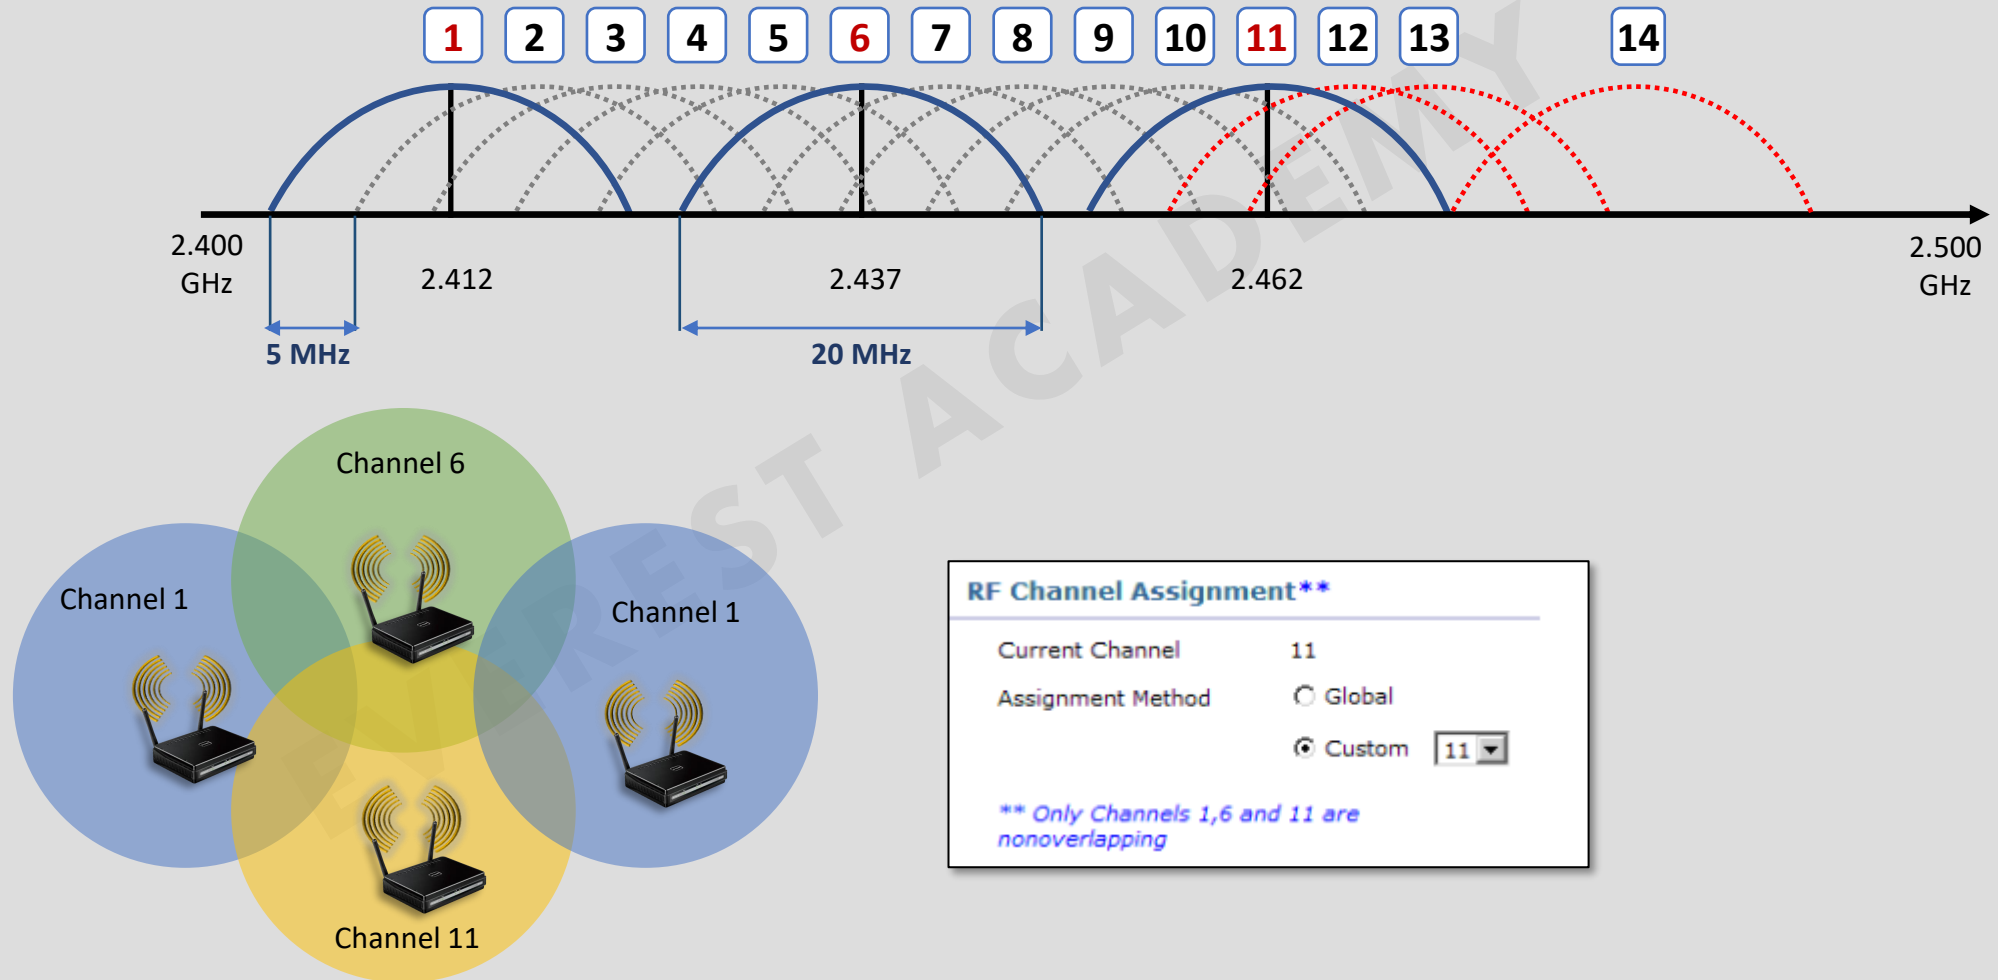 1 2 3 4 5 6 7 8 9 10 11 12 13 14
2.400
GHz
2.412
2.437
2.462
2.500
GHz
5 MHz
20 MHz
EVEREST ACADEMY
Channel 6
Channel 1
Channel 1
Channel 11
RF Channel Assignment**
Current Channel 11
Assignment Method Global
Custom 11
** Only Channels 1,6 and 11 are
nonoverlapping